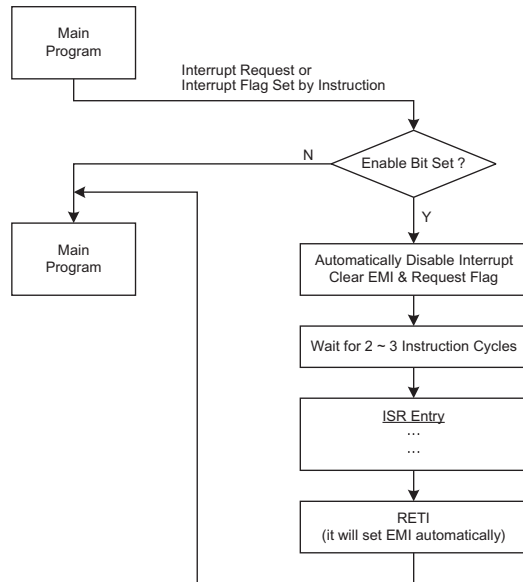 Main
Program
Interrupt Request or
Interrupt Flag Set by Instruction
Enable Bit Set ?
N
Y
Main
Program
Automatically Disable Interrupt
Clear EMI & Request Flag
Wait for 2 ~ 3 Instruction Cycles
ISR Entry
...
...
RETI
(it will set EMI automatically)